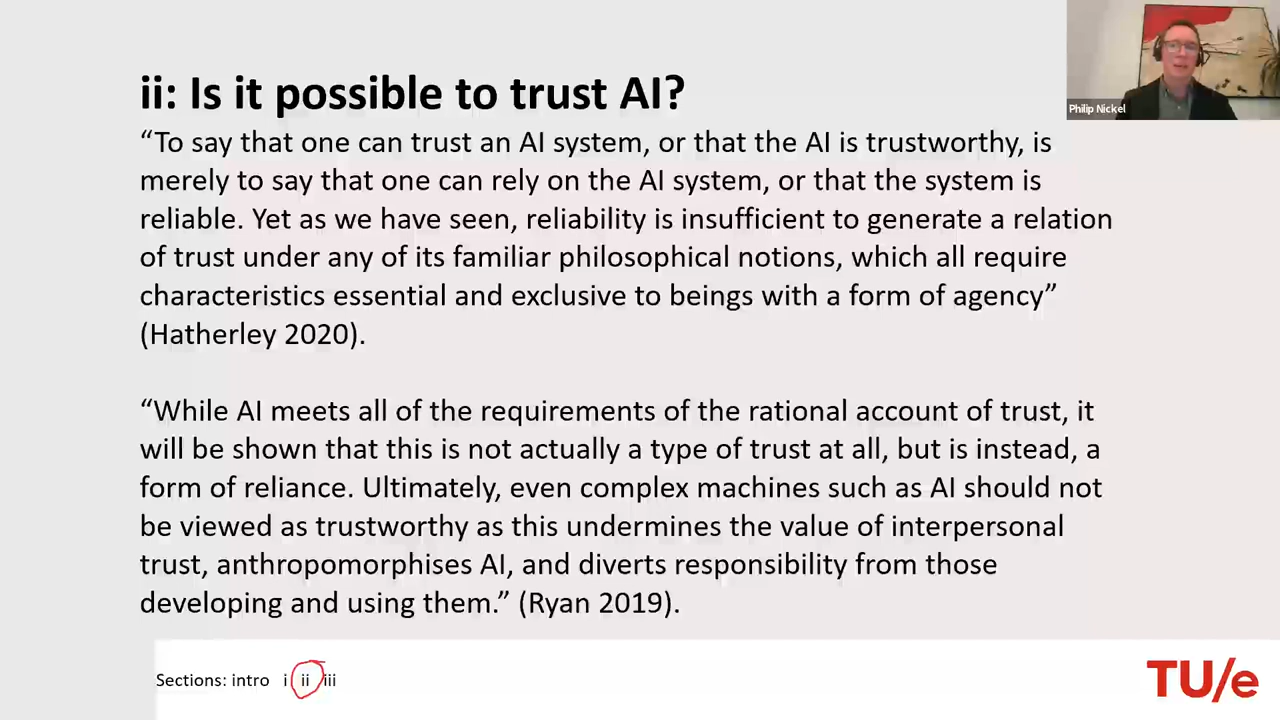 Philip Nickel
ii: Is it possible to trust AI?
“To say that one can trust an AI system, or that the AI is trustworthy, is
merely to say that one can rely on the AI system, or that the system is
reliable. Yet as we have seen, reliability is insufficient to generate a relation
of trust under any of its familiar philosophical notions, which all require
characteristics essential and exclusive to beings with a form of agency”
(Hatherley 2020).
“While AI meets all of the requirements of the rational account of trust, it
will be shown that this is not actually a type of trust at all, but is instead, a
form of reliance. Ultimately, even complex machines such as AI should not
be viewed as trustworthy as this undermines the value of interpersonal
trust, anthropomorphises AI, and diverts responsibility from those
developing and using them.” (Ryan 2019).
Sections: intro i ii iii
TU/e